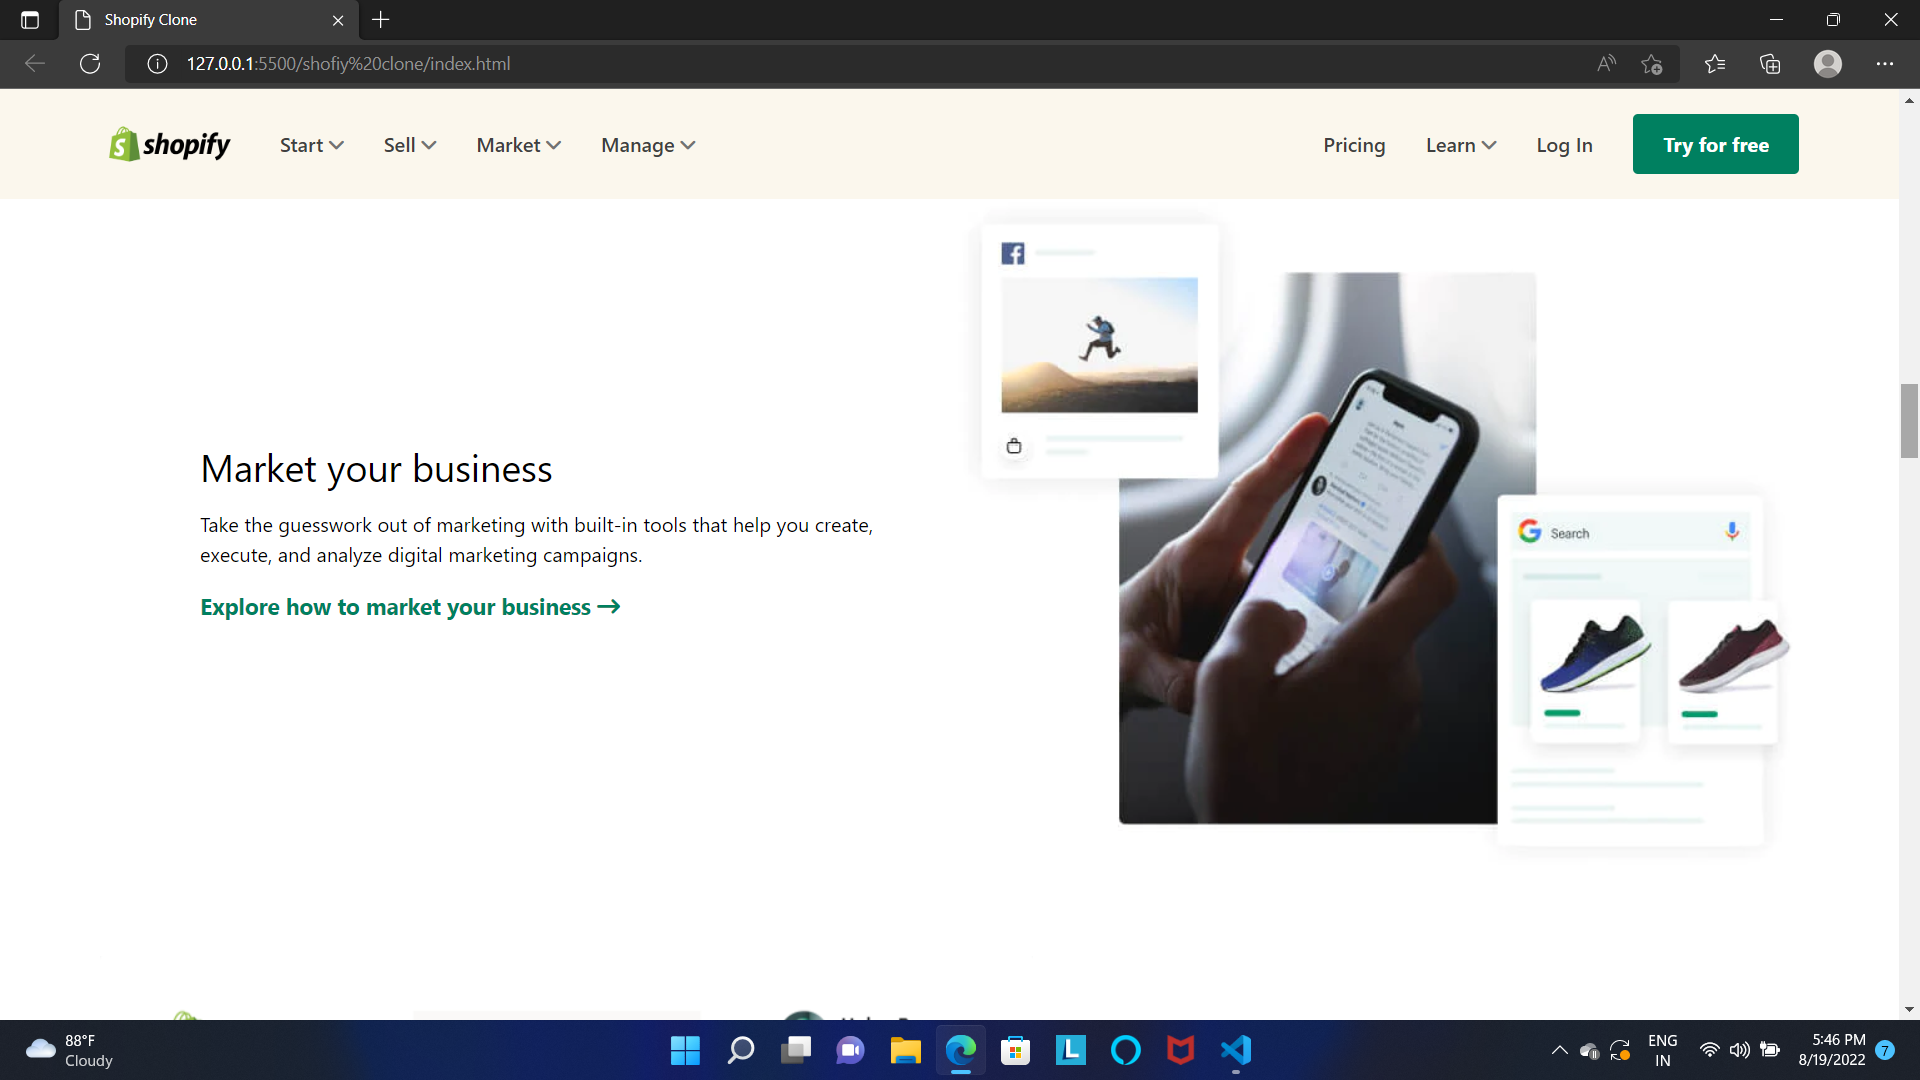 Shopify Clone
127.0.0.1:5500/shofiy%20clone/index.html
shopify
Start
Sell
Market
Manage
Pricing
Learn
Log In
Try for free
Market your business
Take the guesswork out of marketing with built-in tools that help you create,
execute, and analyze digital marketing campaigns.
Explore how to market your business →
Search
88°F
Cloudy
ENG
IN
5:46 PM
8/19/2022
7